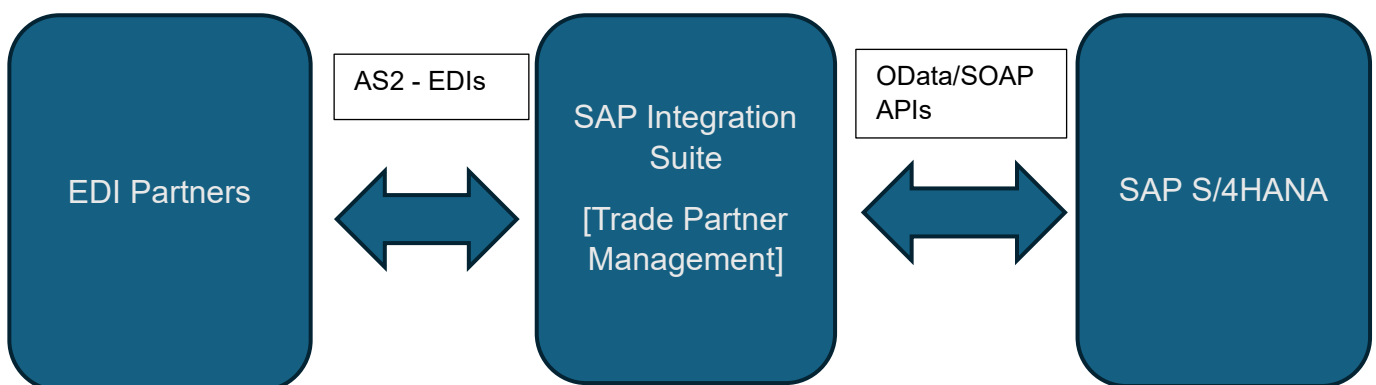 EDI Partners
AS2 - EDIs
SAP Integration
Suite
[Trade Partner
Management]
OData/SOAP
APIs
SAP S/4HANA